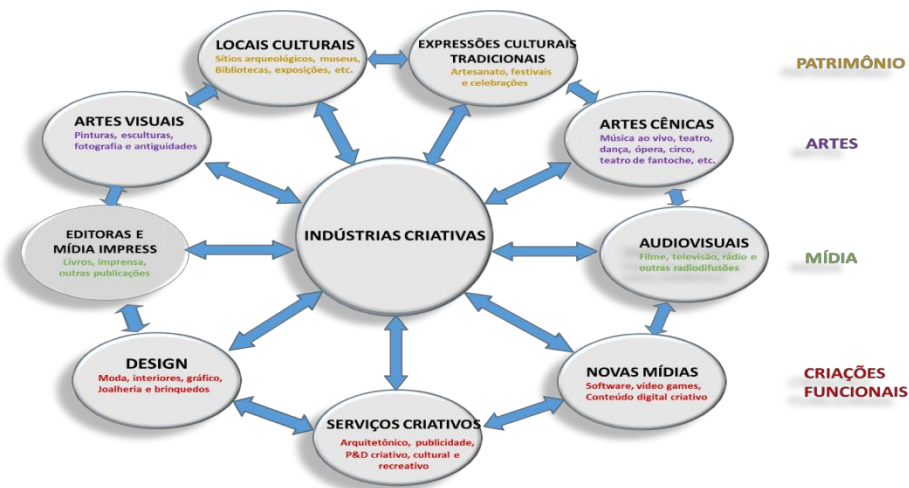 LOCAIS CULTURAIS
Sítios arqueológicos, museus,
Bibliotecas, exposições, etc.
EXPRESSÕES CULTURAIS
TRADICIONAIS
Artesanato, festivais
e celebrações
PATRIMÔNIO
ARTES VISUAIS
Pinturas, esculturas,
fotografia e antiguidades
ARTES CÊNICAS
Música ao vivo, teatro,
dança, ópera, circo,
teatro de fantoche, etc.
ARTES
INDÚSTRIAS CRIATIVAS
EDITORAS E
MÍDIA IMPRESS
Livros, imprensa,
outras publicações
AUDIOVISUAIS
Filme, televisão, rádio e
outras radiodifusões
MÍDIA
DESIGN
Moda, interiores, gráfico,
Joalheria e brinquedos
NOVAS MÍDIAS
Software, vídeo games,
Conteúdo digital criativo
CRIAÇÕES
FUNCIONAIS
SERVIÇOS CRIATIVOS
Arquitetônico, publicidade,
P&D criativo, cultural e
recreativo